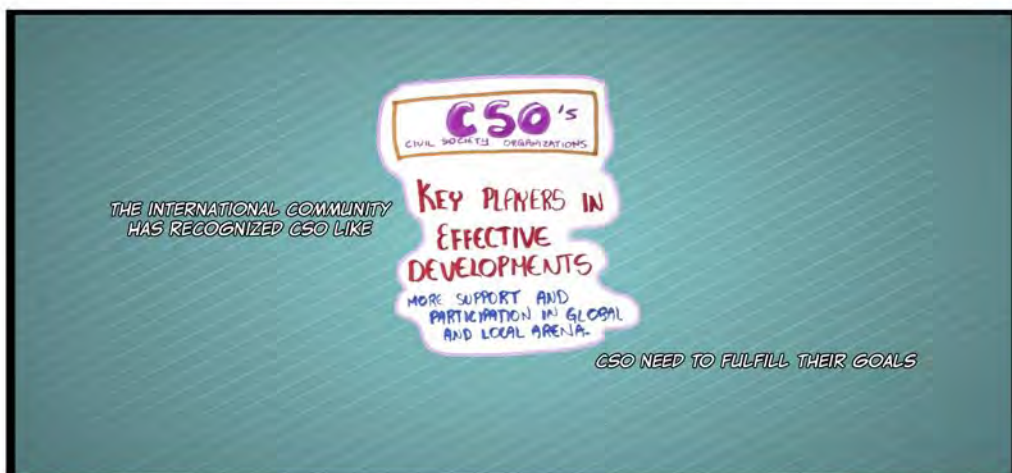 CSO's
CIVIL SOCIETY ORGANIZATIONS
THE INTERNATIONAL COMMUNITY
HAS RECOGNIZED CSO LIKE
KEY PLAYERS IN
EFFECTIVE
DEVELOPMENTS
MORE SUPPORT AND
PARTICIPATION IN GLOBAL
AND LOCAL ARENA.
CSO NEED TO FULFILL THEIR GOALS